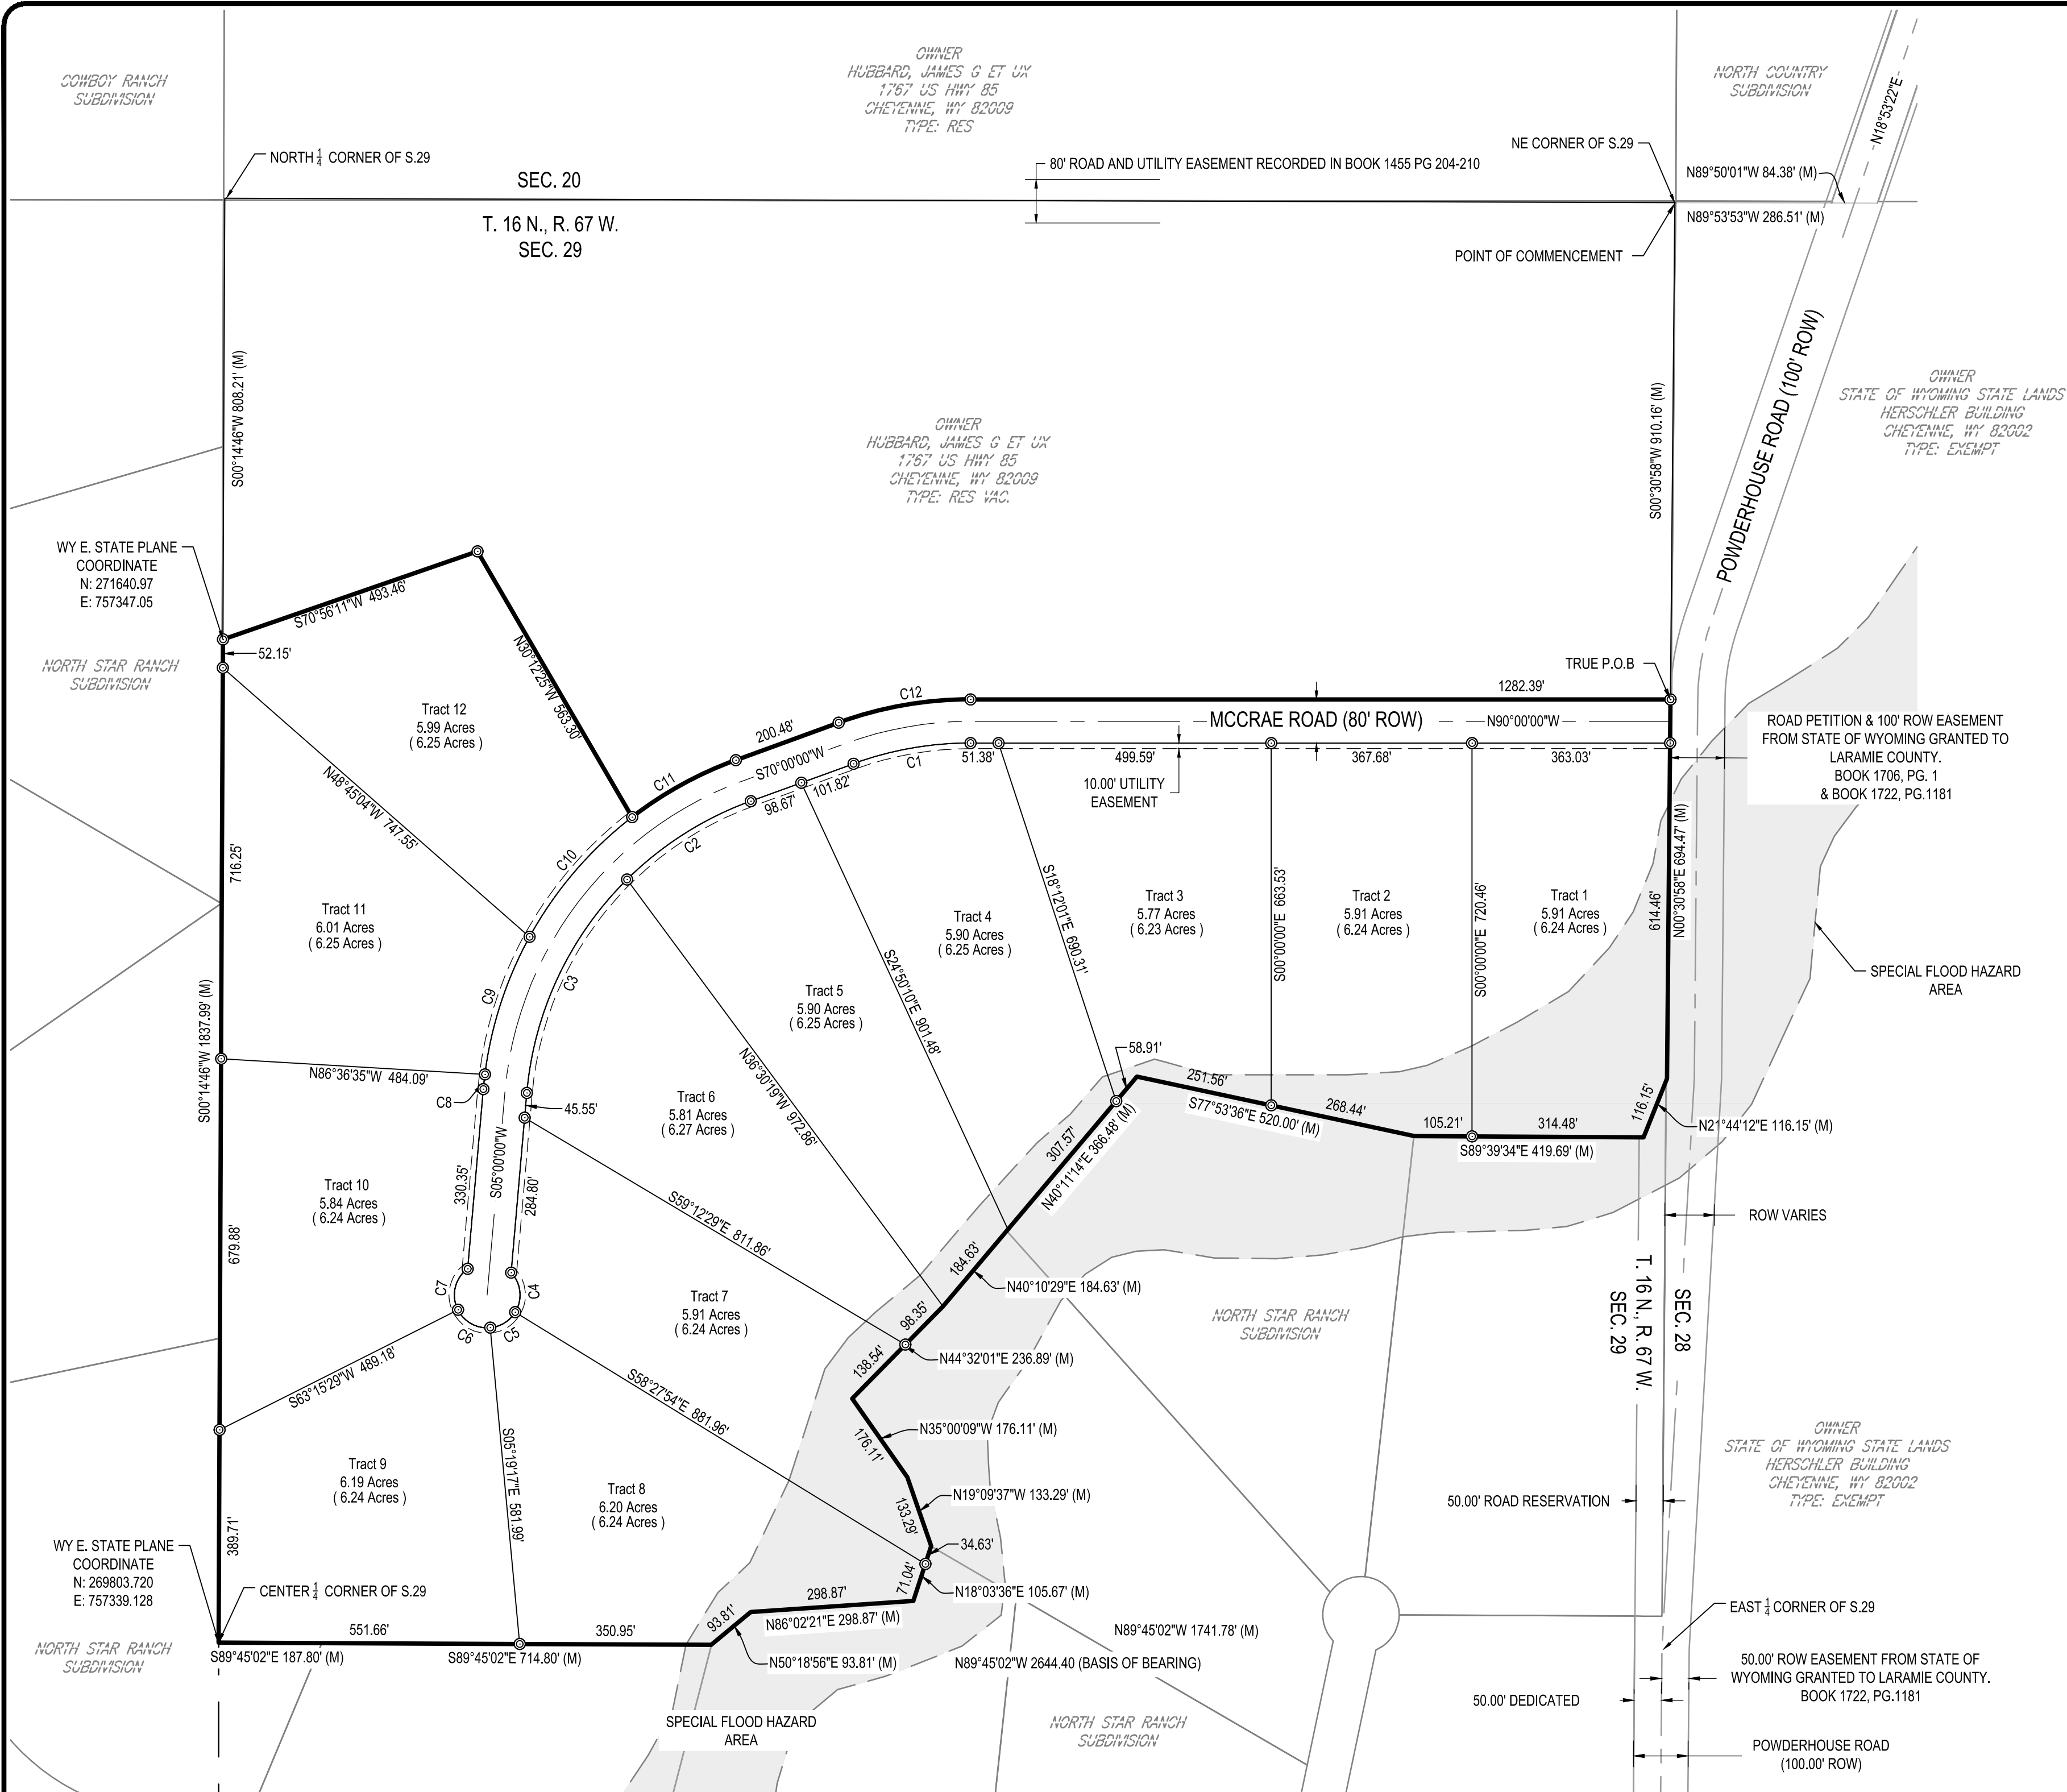 COWBOY RANCH
SUBDIVISION
OWNER
HUBBARD, JAMES G ET UX
1767 US HWY 85
CHEYENNE, WY 82009
TYPE: RES
NORTH COUNTRY
SUBDIVISION
N18°53'22"E
NORTH 1/4 CORNER OF S.29
SEC. 20
80' ROAD AND UTILITY EASEMENT RECORDED IN BOOK 1455 PG 204-210
NE CORNER OF S.29
N89°50'01"W 84.38' (M)
T. 16 N., R. 67 W.
SEC. 29
N89°53'53"W 286.51' (M)
POINT OF COMMENCEMENT
S00°14'46"W 808.21' (M)
S00°30'58"W 910.16' (M)
POWDERHOUSE ROAD (100' ROW)
OWNER
STATE OF WYOMING STATE LANDS
HERSCHLER BUILDING
CHEYENNE, WY 82002
TYPE: EXEMPT
OWNER
HUBBARD, JAMES G ET UX
1767 US HWY 85
CHEYENNE, WY 82009
TYPE: RES VAC.
WY E. STATE PLANE
COORDINATE
N: 271640.97
E: 757347.05
S70°56'11"W 493.46'
52.15'
NORTH STAR RANCH
SUBDIVISION
N30°12'25"W 563.30'
TRUE P.O.B
Tract 12
5.99 Acres
( 6.25 Acres )
C12
1282.39'
200.48'
MCCRAE ROAD (80' ROW)
N90°00'00"W
ROAD PETITION & 100' ROW EASEMENT
FROM STATE OF WYOMING GRANTED TO
LARAMIE COUNTY.
BOOK 1706, PG. 1
& BOOK 1722, PG.1181
C11
S70°00'00"W
C1
51.38'
499.59'
367.68'
363.03'
10.00' UTILITY
EASEMENT
98.67'
101.82'
N48°45'04"W 747.55'
C10
C2
716.25'
S18°12'01"E 690.31'
S00°00'00"E 663.53'
S00°00'00"E 720.46'
614.46'
N00°30'58"E 694.47' (M)
Tract 11
6.01 Acres
( 6.25 Acres )
Tract 4
5.90 Acres
( 6.25 Acres )
Tract 3
5.77 Acres
( 6.23 Acres )
Tract 2
5.91 Acres
( 6.24 Acres )
Tract 1
5.91 Acres
( 6.24 Acres )
SPECIAL FLOOD HAZARD
AREA
C9
C3
S24°50'10"E 901.48'
Tract 5
5.90 Acres
( 6.25 Acres )
S00°14'46"W 1837.99' (M)
N86°36'35"W 484.09'
C8
45.55'
N36°30'19"W 972.86'
58.91'
251.56'
S77°53'36"E 520.00' (M)
268.44'
105.21'
314.48'
116.15'
N21°44'12"E 116.15' (M)
S89°39'34"E 419.69' (M)
Tract 6
5.81 Acres
( 6.27 Acres )
S05°00'00"W
330.35'
284.80'
307.57'
N40°11'14"E 366.48' (M)
Tract 10
5.84 Acres
( 6.24 Acres )
679.88'
S59°12'29"E 811.86'
ROW VARIES
C7
C4
184.63'
N40°10'29"E 184.63' (M)
T. 16 N., R. 67 W.
SEC. 29
SEC. 28
Tract 7
5.91 Acres
( 6.24 Acres )
C6
C5
98.35'
NORTH STAR RANCH
SUBDIVISION
N44°32'01"E 236.89' (M)
138.54'
S63°15'29"W 489.18'
S58°27'54"E 881.96'
N35°00'09"W 176.11' (M)
176.11'
S05°19'17"E 581.99'
OWNER
STATE OF WYOMING STATE LANDS
HERSCHLER BUILDING
CHEYENNE, WY 82002
TYPE: EXEMPT
Tract 9
6.19 Acres
( 6.24 Acres )
Tract 8
6.20 Acres
( 6.24 Acres )
N19°09'37"W 133.29' (M)
50.00' ROAD RESERVATION
133.29'
389.71'
34.63'
WY E. STATE PLANE
COORDINATE
N: 269803.720
E: 757339.128
CENTER 1/4 CORNER OF S.29
71.04'
N18°03'36"E 105.67' (M)
298.87'
N86°02'21"E 298.87' (M)
93.81'
EAST 1/4 CORNER OF S.29
551.66'
350.95'
N89°45'02"W 1741.78' (M)
NORTH STAR RANCH
SUBDIVISION
S89°45'02"E 187.80' (M)
S89°45'02"E 714.80' (M)
N50°18'56"E 93.81' (M)
N89°45'02"W 2644.40 (BASIS OF BEARING)
50.00' ROW EASEMENT FROM STATE OF
WYOMING GRANTED TO LARAMIE COUNTY.
BOOK 1722, PG.1181
50.00' DEDICATED
SPECIAL FLOOD HAZARD
AREA
NORTH STAR RANCH
SUBDIVISION
POWDERHOUSE ROAD
(100.00' ROW)